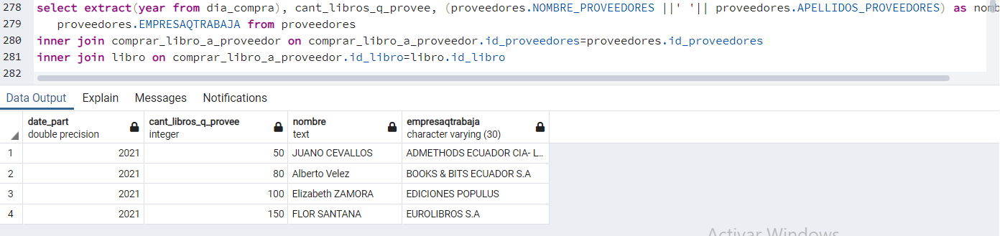 278 select extract(year from dia_compra), cant_libros_q_provee, (proveedores.NOMBRE_PROVEEDORES ||' '|| proveedores.APELLIDOS_PROVEEDORES) as nomb
279 proveedores.EMPRESAQTRABAJA from proveedores
280 inner join comprar_libro_a_proveedor on comprar_libro_a_proveedor.id_proveedores=proveedores.id_proveedores
281 inner join libro on comprar_libro_a_proveedor.id_libro=libro.id_libro
282
Data Output Explain Messages Notifications
date_part cant_libros_q_provee nombre empresaqtrabaja
double precision integer text character varying (30)
1 2021 50 JUANO CEVALLOS ADMETHODS ECUADOR CIA- L...
2 2021 80 Alberto Velez BOOKS & BITS ECUADOR S.A
3 2021 100 Elizabeth ZAMORA EDICIONES POPULUS
4 2021 150 FLOR SANTANA EUROLIBROS S.A
Activar Windows